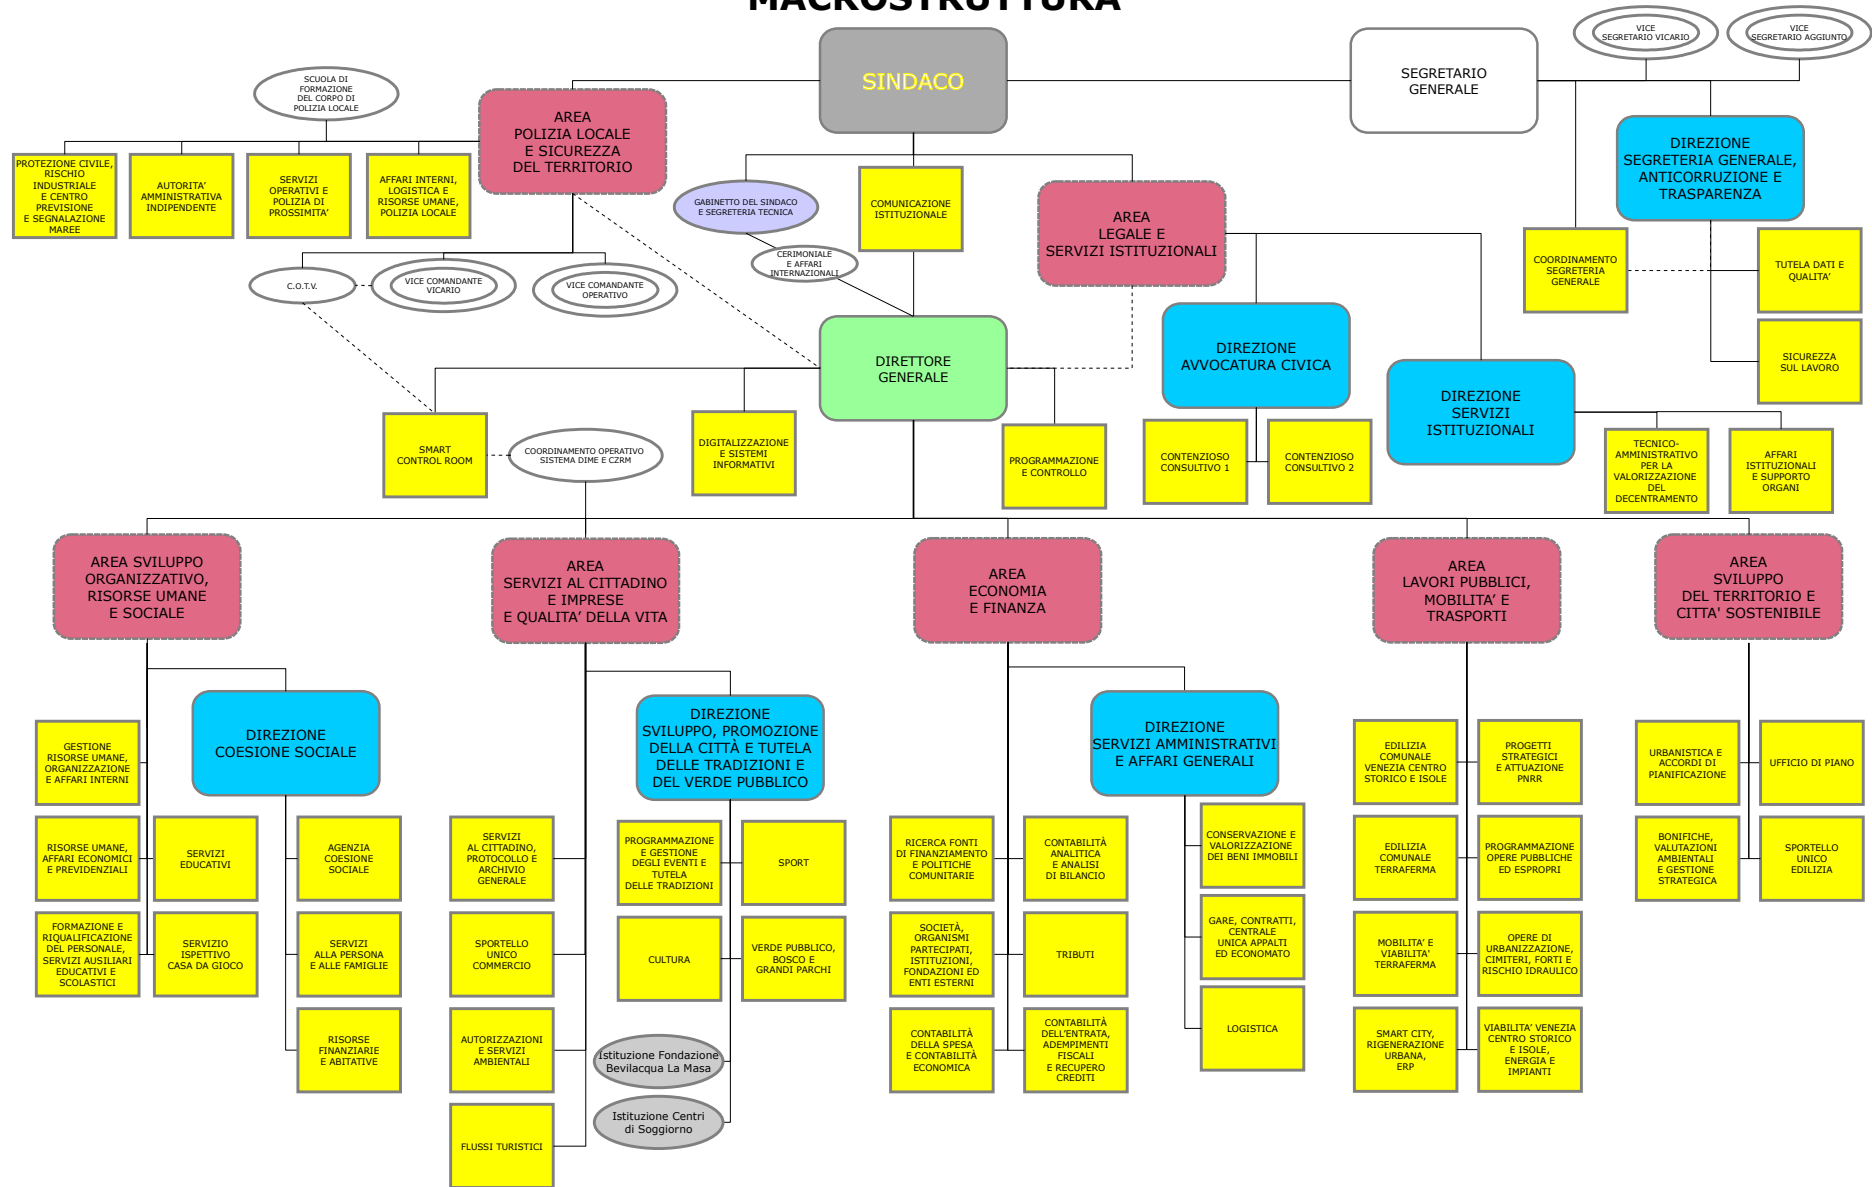 MACROSTRUTTURA
SINDACO
SEGRETARIO
GENERALE
VICE
SEGRETARIO VICARIO
VICE
SEGRETARIO AGGIUNTO
SCUOLA DI
FORMAZIONE
DEL CORPO DI
POLIZIA LOCALE
AREA
POLIZIA LOCALE
E SICUREZZA
DEL TERRITORIO
DIREZIONE
SEGRETERIA GENERALE,
ANTICORRUZIONE E
TRASPARENZA
PROTEZIONE CIVILE,
RISCHIO
INDUSTRIALE
E CENTRO
PREVISIONE
E SEGNALAZIONE
MAREE
AUTORITA’
AMMINISTRATIVA
INDIPENDENTE
SERVIZI
OPERATIVI E
POLIZIA DI
PROSSIMITA’
AFFARI INTERNI,
LOGISTICA E
RISORSE UMANE,
POLIZIA LOCALE
GABINETTO DEL SINDACO
E SEGRETERIA TECNICA
COMUNICAZIONE
ISTITUZIONALE
AREA
LEGALE E
SERVIZI ISTITUZIONALI
CERIMONIALE
E AFFARI
INTERNAZIONALI
COORDINAMENTO
SEGRETERIA
GENERALE
TUTELA DATI E
QUALITA’
C.O.T.V.
VICE COMANDANTE
VICARIO
VICE COMANDANTE
OPERATIVO
DIRETTORE
GENERALE
DIREZIONE
AVVOCATURA CIVICA
SICUREZZA
SUL LAVORO
DIREZIONE
SERVIZI
ISTITUZIONALI
SMART
CONTROL ROOM
COORDINAMENTO OPERATIVO
SISTEMA DIME E CZRM
DIGITALIZZAZIONE
E SISTEMI
INFORMATIVI
PROGRAMMAZIONE
E CONTROLLO
CONTENZIOSO
CONSULTIVO 1
CONTENZIOSO
CONSULTIVO 2
TECNICO-
AMMINISTRATIVO
PER LA
VALORIZZAZIONE
DEL
DECENTRAMENTO
AFFARI
ISTITUZIONALI
E SUPPORTO
ORGANI
AREA SVILUPPO
ORGANIZZATIVO,
RISORSE UMANE
E SOCIALE
AREA
SERVIZI AL CITTADINO
E IMPRESE
E QUALITA’ DELLA VITA
AREA
ECONOMIA
E FINANZA
AREA
LAVORI PUBBLICI,
MOBILITA’ E
TRASPORTI
AREA
SVILUPPO
DEL TERRITORIO E
CITTA' SOSTENIBILE
DIREZIONE
COESIONE SOCIALE
GESTIONE
RISORSE UMANE,
ORGANIZZAZIONE
E AFFARI INTERNI
RISORSE UMANE,
AFFARI ECONOMICI
E PREVIDENZIALI
SERVIZI
EDUCATIVI
AGENZIA
COESIONE
SOCIALE
FORMAZIONE E
RIQUALIFICAZIONE
DEL PERSONALE,
SERVIZI AUSILIARI
EDUCATIVI E
SCOLASTICI
SERVIZIO
ISPETTIVO
CASA DA GIOCO
SERVIZI
ALLA PERSONA
E ALLE FAMIGLIE
RISORSE
FINANZIARIE
E ABITATIVE
DIREZIONE
SVILUPPO, PROMOZIONE
DELLA CITTÀ E TUTELA
DELLE TRADIZIONI E
DEL VERDE PUBBLICO
SERVIZI
AL CITTADINO,
PROTOCOLLO E
ARCHIVIO
GENERALE
PROGRAMMAZIONE
E GESTIONE
DEGLI EVENTI E
TUTELA
DELLE TRADIZIONI
SPORT
SPORTELLO
UNICO
COMMERCIO
CULTURA
VERDE PUBBLICO,
BOSCO E
GRANDI PARCHI
AUTORIZZAZIONI
E SERVIZI
AMBIENTALI
Istituzione Fondazione
Bevilacqua La Masa
Istituzione Centri
di Soggiorno
FLUSSI TURISTICI
DIREZIONE
SERVIZI AMMINISTRATIVI
E AFFARI GENERALI
RICERCA FONTI
DI FINANZIAMENTO
E POLITICHE
COMUNITARIE
CONTABILITÀ
ANALITICA
E ANALISI
DI BILANCIO
CONSERVAZIONE E
VALORIZZAZIONE
DEI BENI IMMOBILI
SOCIETÀ,
ORGANISMI
PARTECIPATI,
ISTITUZIONI,
FONDAZIONI ED
ENTI ESTERNI
TRIBUTI
GARE, CONTRATTI,
CENTRALE
UNICA APPALTI
ED ECONOMATO
CONTABILITÀ
DELLA SPESA
E CONTABILITÀ
ECONOMICA
CONTABILITÀ
DELL’ENTRATA,
ADEMPIMENTI
FISCALI
E RECUPERO
CREDITI
LOGISTICA
EDILIZIA
COMUNALE
VENEZIA CENTRO
STORICO E ISOLE
PROGETTI
STRATEGICI
E ATTUAZIONE
PNRR
EDILIZIA
COMUNALE
TERRAFERMA
PROGRAMMAZIONE
OPERE PUBBLICHE
ED ESPROPRI
MOBILITA’ E
VIABILITA’
TERRAFERMA
OPERE DI
URBANIZZAZIONE,
CIMITERI, FORTI E
RISCHIO IDRAULICO
SMART CITY,
RIGENERAZIONE
URBANA,
ERP
VIABILITA’ VENEZIA
CENTRO STORICO
E ISOLE,
ENERGIA E
IMPIANTI
URBANISTICA E
ACCORDI DI
PIANIFICAZIONE
UFFICIO DI PIANO
BONIFICHE,
VALUTAZIONI
AMBIENTALI
E GESTIONE
STRATEGICA
SPORTELLO
UNICO
EDILIZIA